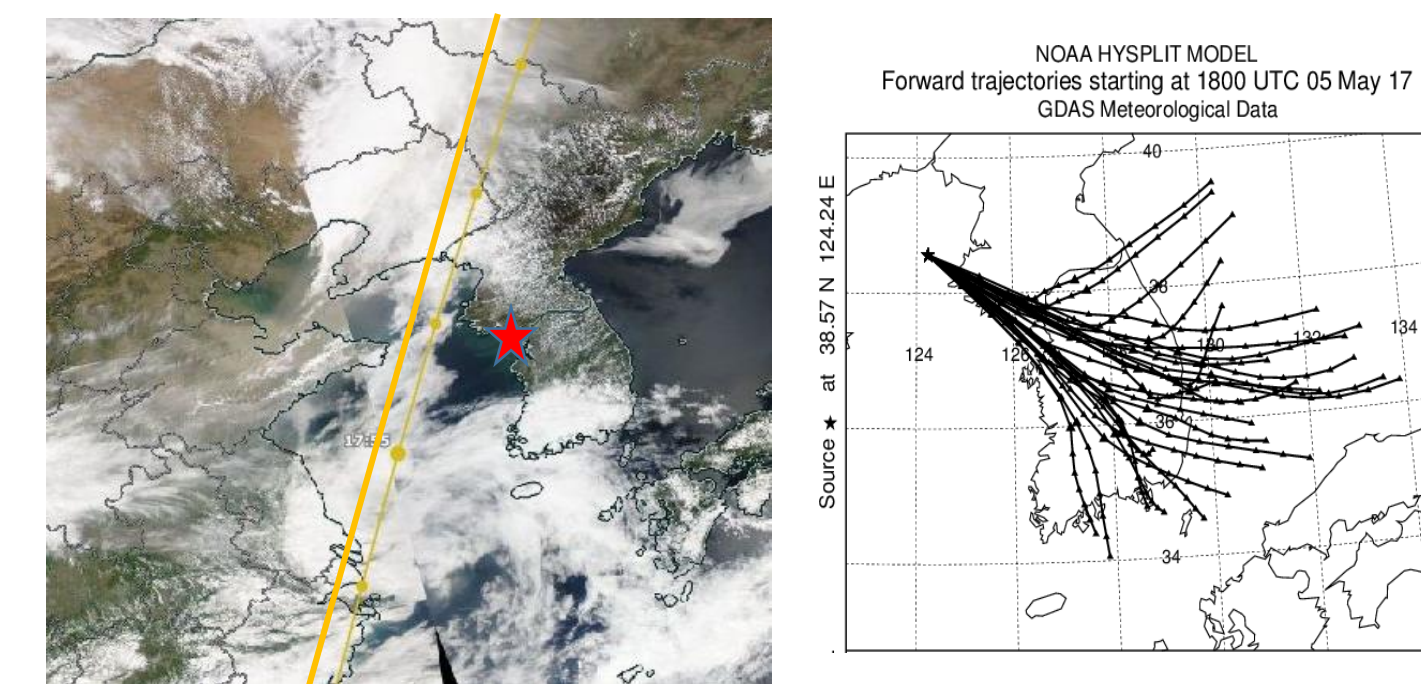 17:55
NOAA HYSPLIT MODEL
Forward trajectories starting at 1800 UTC 05 May 17
GDAS Meteorological Data
Source ★ at 38.57 N 124.24 E
40
38
124
126
130
132
134
36
34